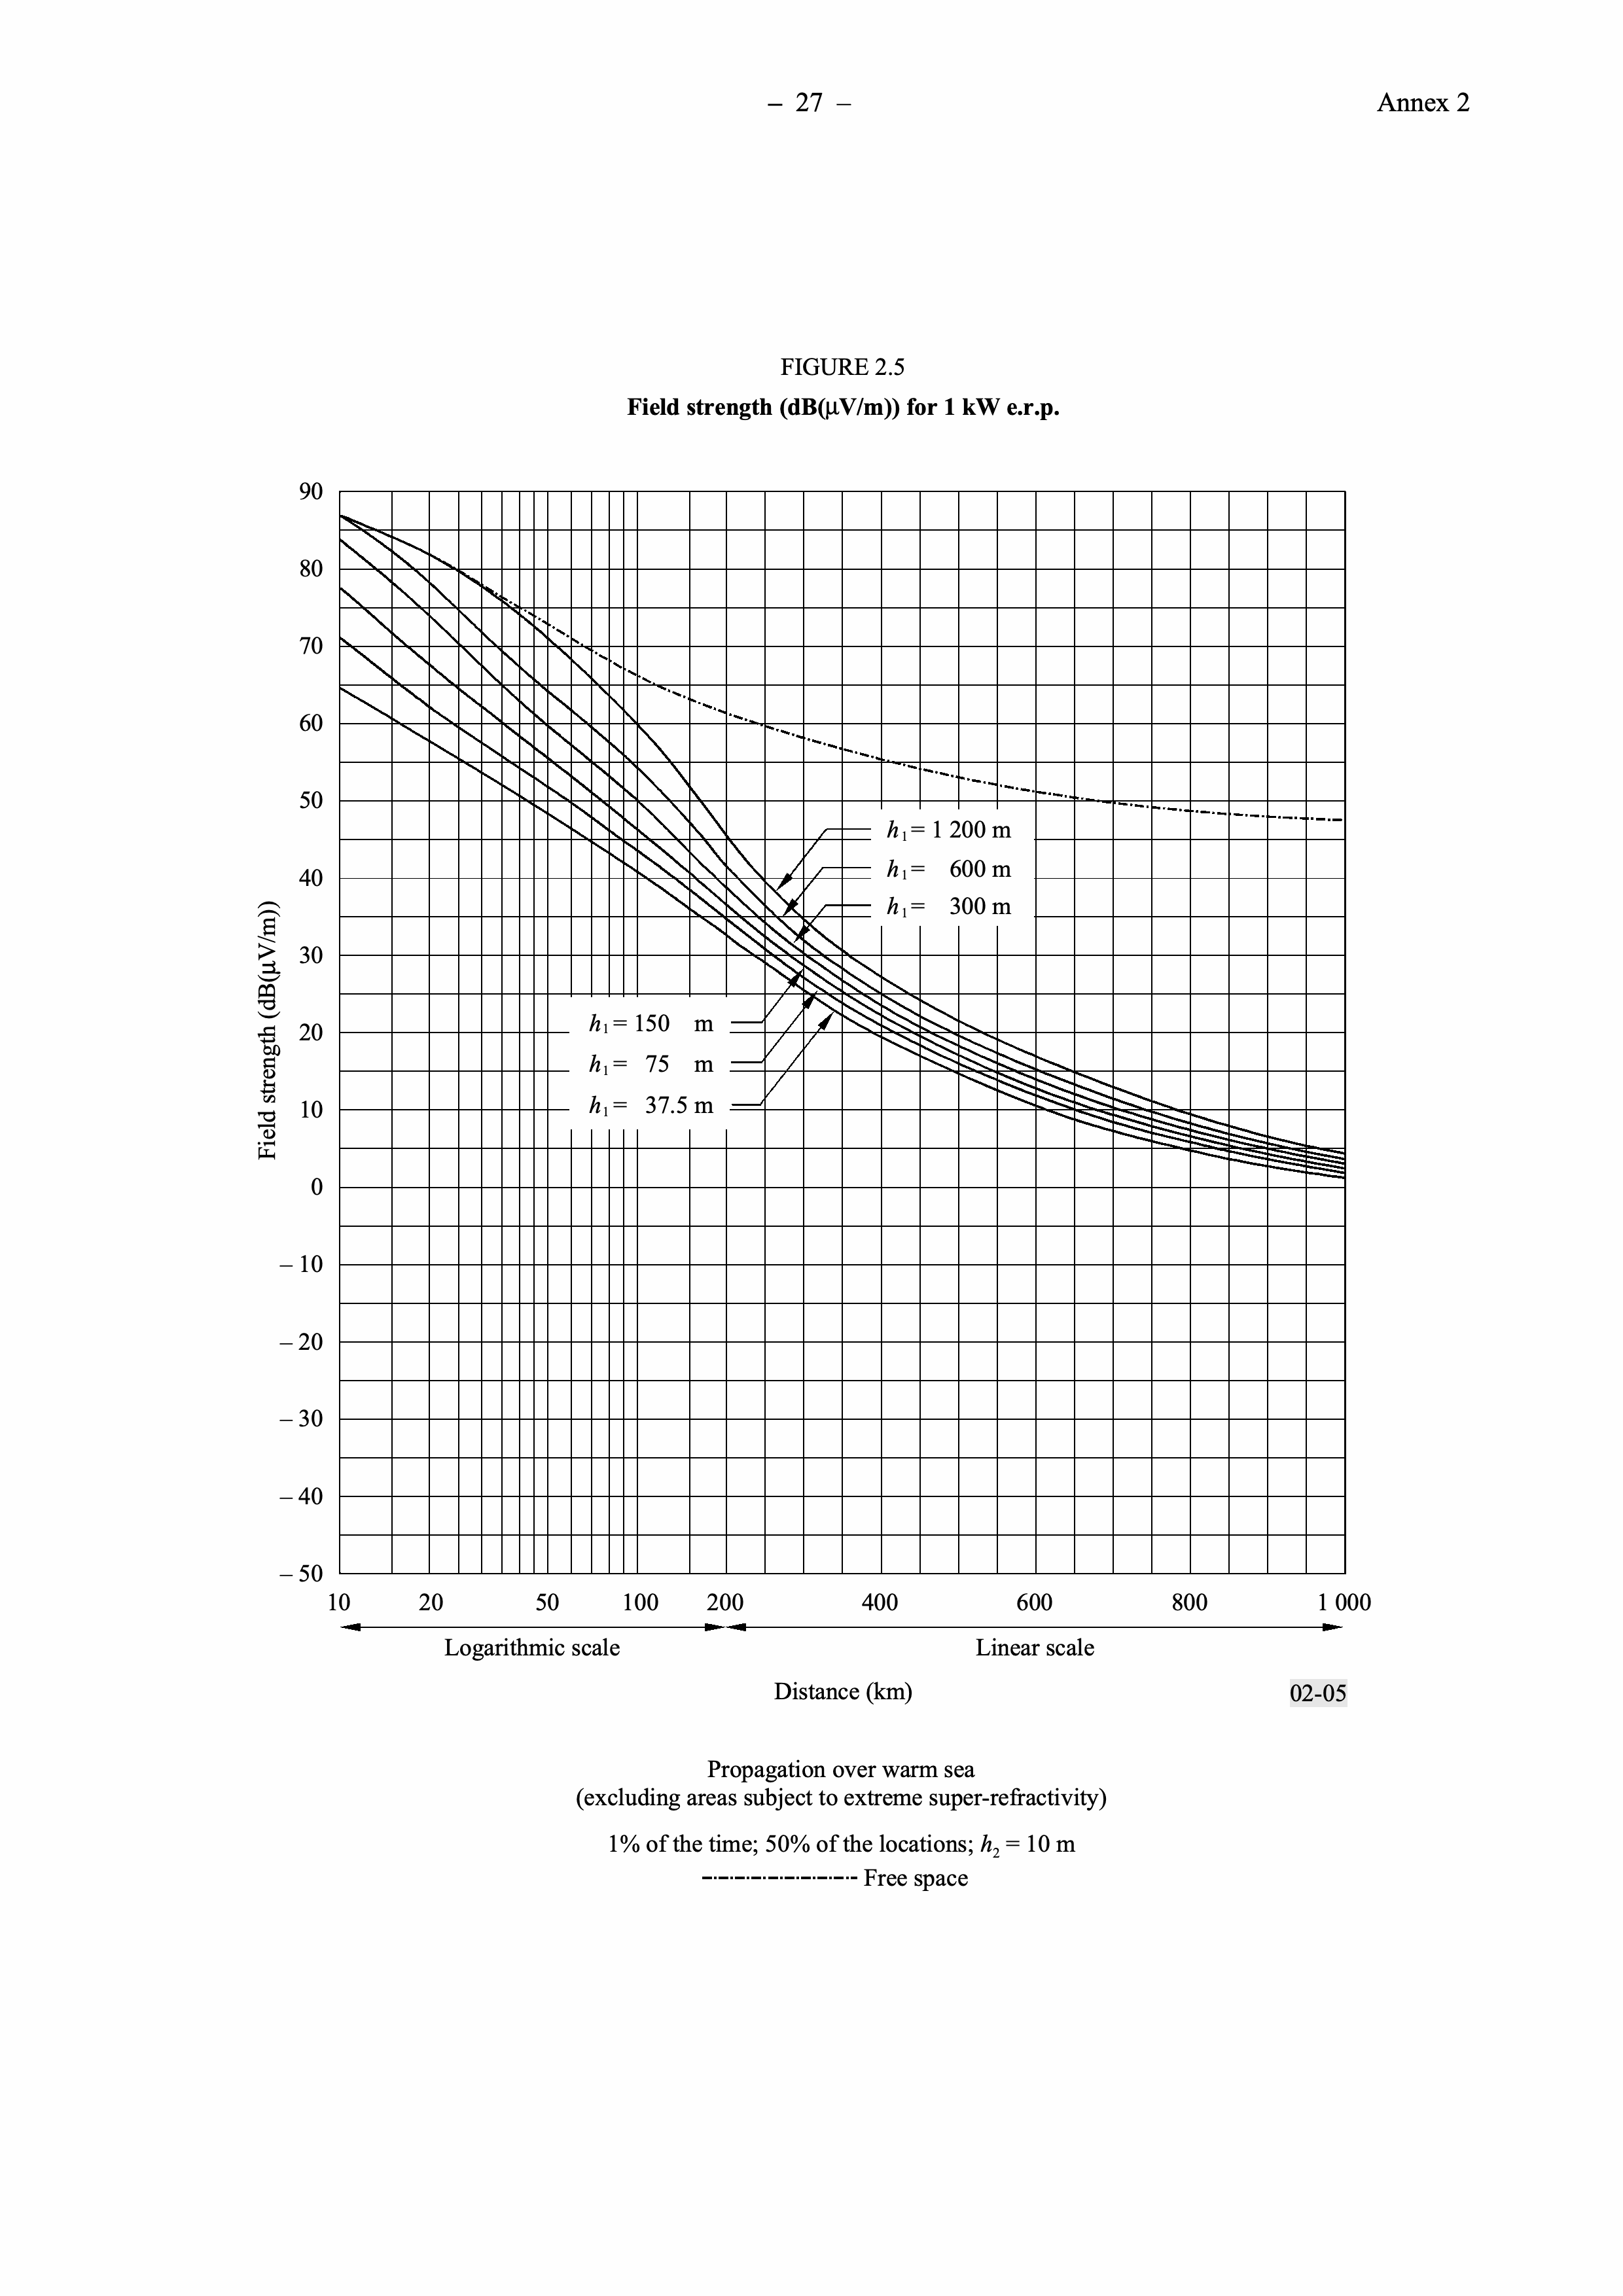 – 27 –
Annex 2
FIGURE 2.5
Field strength (dB(μV/m)) for 1 kW e.r.p.
90
80
70
60
50
40
30
20
10
0
– 10
– 20
– 30
– 40
– 50
Field strength (dB(μV/m))
h1 = 1 200 m
h1 = 600 m
h1 = 300 m
h1 = 150 m
h1 = 75 m
h1 = 37.5 m
10 20 50 100 200 400 600 800 1 000
Logarithmic scale
Linear scale
Distance (km)
02-05
Propagation over warm sea
(excluding areas subject to extreme super-refractivity)
1% of the time; 50% of the locations; h2 = 10 m
Free space